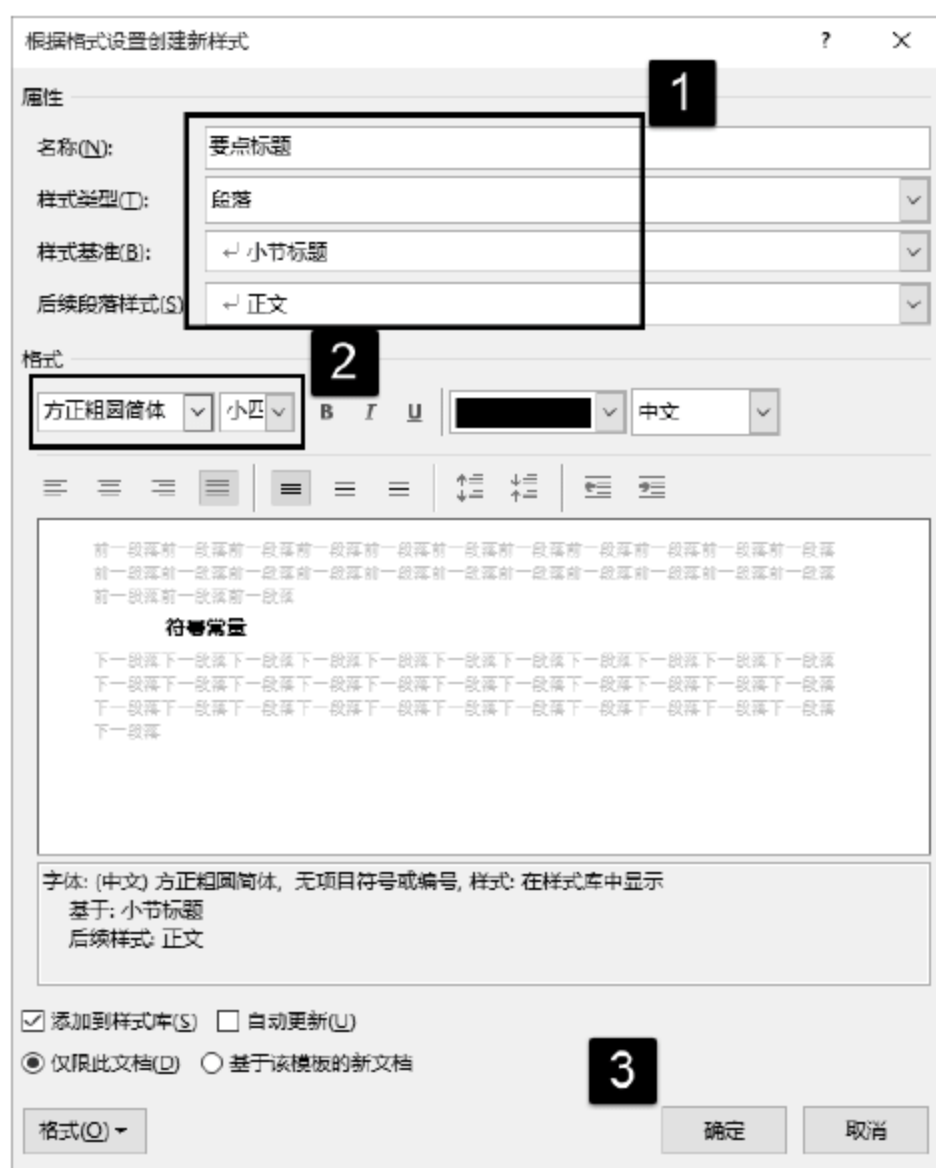 根据格式设置创建新样式 ? ×
属性
1
名称(N): 要点标题
样式类型(T): 段落
样式基准(B): ↵ 小节标题
后续段落样式(S) ↵ 正文
格式
2
方正粗圆简体 小四 B I U 中文
前一段落前一段落前一段落前一段落前一段落前一段落前一段落前一段落前一段落前一段落前一段落
前一段落前一段落前一段落前一段落前一段落前一段落前一段落前一段落前一段落前一段落前一段落
前一段落前一段落前一段落
符号常量
下一段落下一段落下一段落下一段落下一段落下一段落下一段落下一段落下一段落下一段落下一段落
下一段落下一段落下一段落下一段落下一段落下一段落下一段落下一段落下一段落下一段落下一段落
下一段落下一段落下一段落下一段落下一段落下一段落下一段落下一段落下一段落下一段落下一段落
下一段落
字体: (中文) 方正粗圆简体, 无项目符号或编号, 样式: 在样式库中显示
基于: 小节标题
后续样式: 正文
添加到样式库(S) 自动更新(U)
仅限此文档(D) 基于该模板的新文档
3
格式(O) 确定 取消